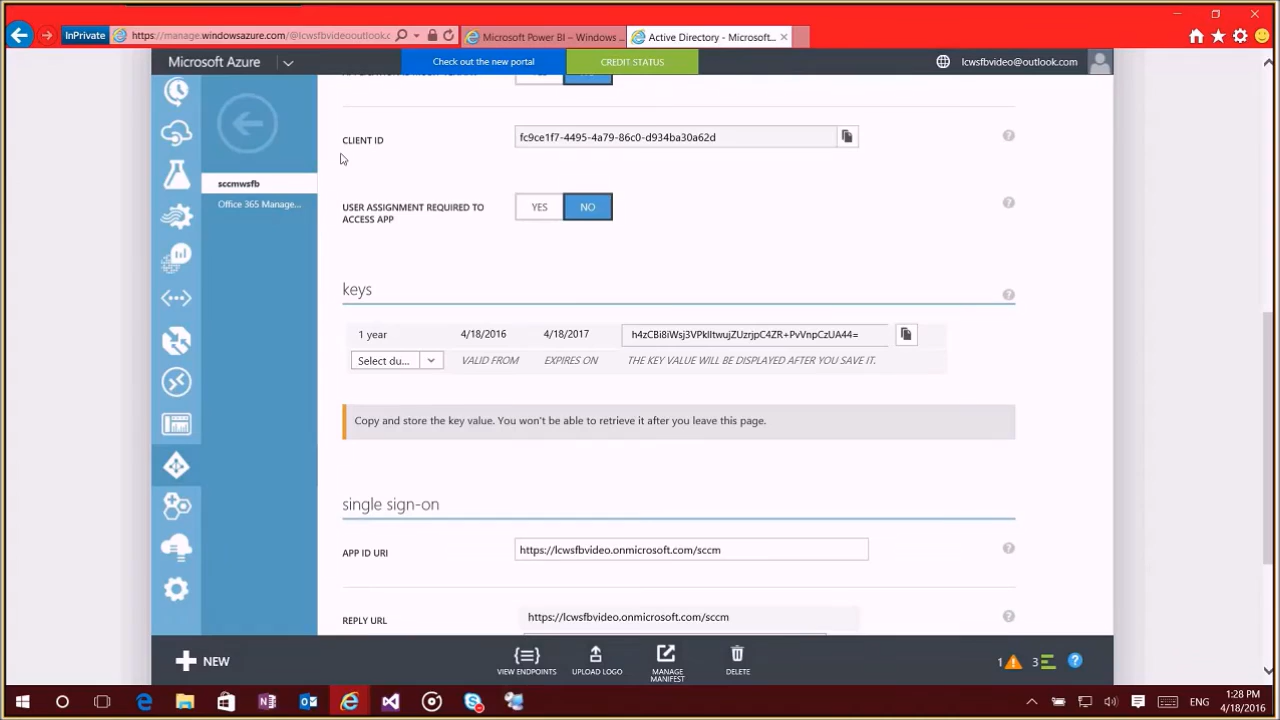 InPrivate
https://manage.windowsazure.com/@lcwsfbvideooutlook.c
Microsoft Power BI – Windows ...
Active Directory - Microsoft...
Microsoft Azure
Check out the new portal
CREDIT STATUS
lcwsfbvideo@outlook.com
CLIENT ID
fc9ce1f7-4495-4a79-86c0-d934ba30a62d
sccmwsfb
Office 365 Manage...
USER ASSIGNMENT REQUIRED TO
ACCESS APP
YES
NO
keys
1 year
4/18/2016
4/18/2017
h4zCBi8iWsj3VPklltwujZUzrjpC4ZR+PvVnpCzUA44=
Select du...
VALID FROM
EXPIRES ON
THE KEY VALUE WILL BE DISPLAYED AFTER YOU SAVE IT.
Copy and store the key value. You won't be able to retrieve it after you leave this page.
single sign-on
APP ID URI
https://lcwsfbvideo.onmicrosoft.com/sccm
REPLY URL
https://lcwsfbvideo.onmicrosoft.com/sccm
NEW
VIEW ENDPOINTS
UPLOAD LOGO
MANAGE
MANIFEST
DELETE
1
3
ENG
1:28 PM
4/18/2016